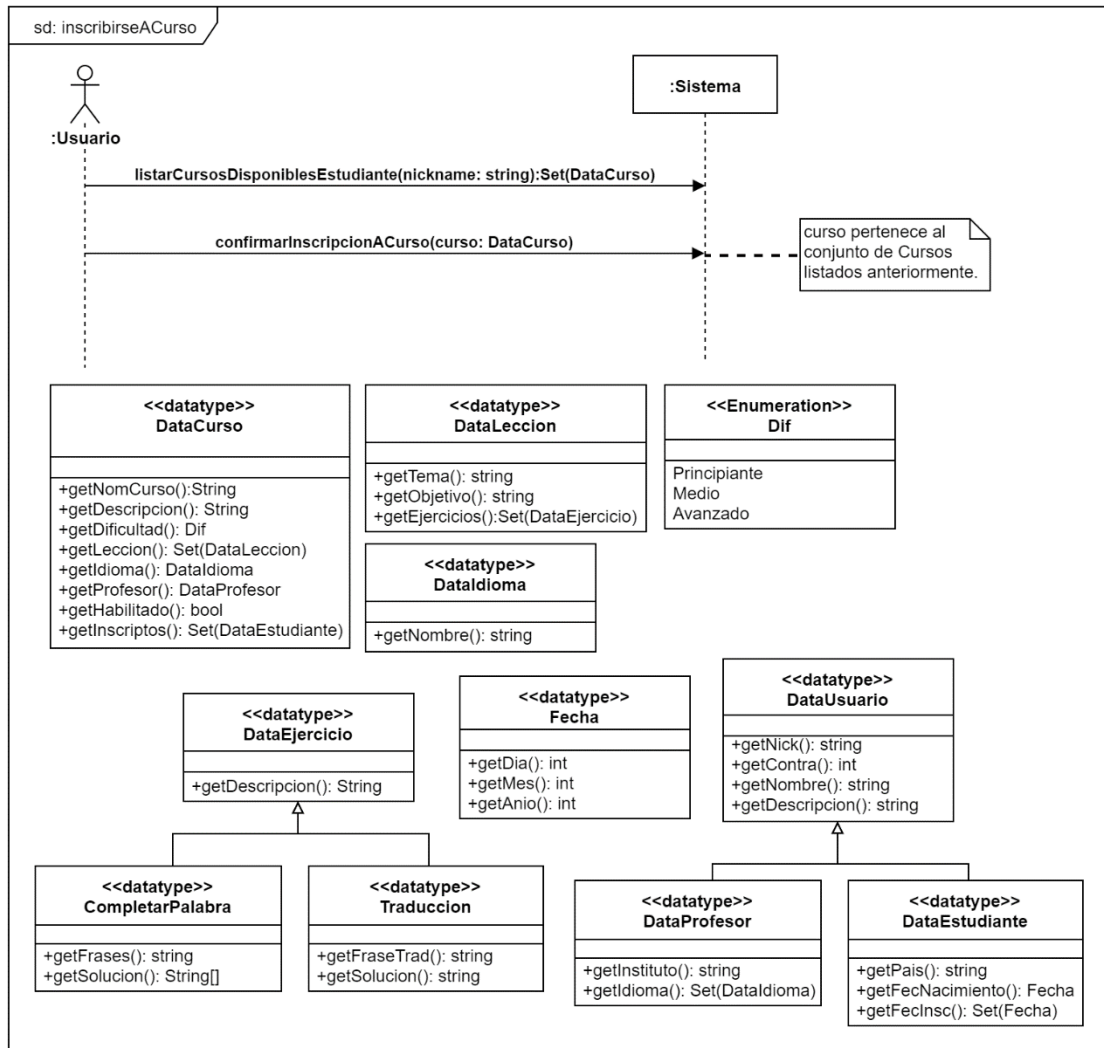 sd: inscribirseACurso
:Usuario
:Sistema
listarCursosDisponiblesEstudiante(nickname: string):Set(DataCurso)
confirmarInscripcionACurso(curso: DataCurso)
curso pertenece al
conjunto de Cursos
listados anteriormente.
<<datatype>>
DataCurso
+getNomCurso():String
+getDescripcion(): String
+getDificultad(): Dif
+getLeccion(): Set(DataLeccion)
+getIdioma(): DataIdioma
+getProfesor(): DataProfesor
+getHabilitado(): bool
+getInscriptos(): Set(DataEstudiante)
<<datatype>>
DataLeccion
+getTema(): string
+getObjetivo(): string
+getEjercicios():Set(DataEjercicio)
<<Enumeration>>
Dif
Principiante
Medio
Avanzado
<<datatype>>
DataIdioma
+getNombre(): string
<<datatype>>
DataEjercicio
+getDescripcion(): String
<<datatype>>
Fecha
+getDia(): int
+getMes(): int
+getAnio(): int
<<datatype>>
DataUsuario
+getNick(): string
+getContra(): int
+getNombre(): string
+getDescripcion(): string
<<datatype>>
CompletarPalabra
+getFrases(): string
+getSolucion(): String[]
<<datatype>>
Traduccion
+getFraseTrad(): string
+getSolucion(): string
<<datatype>>
DataProfesor
+getInstituto(): string
+getIdioma(): Set(DataIdioma)
<<datatype>>
DataEstudiante
+getPais(): string
+getFecNacimiento(): Fecha
+getFecInsc(): Set(Fecha)